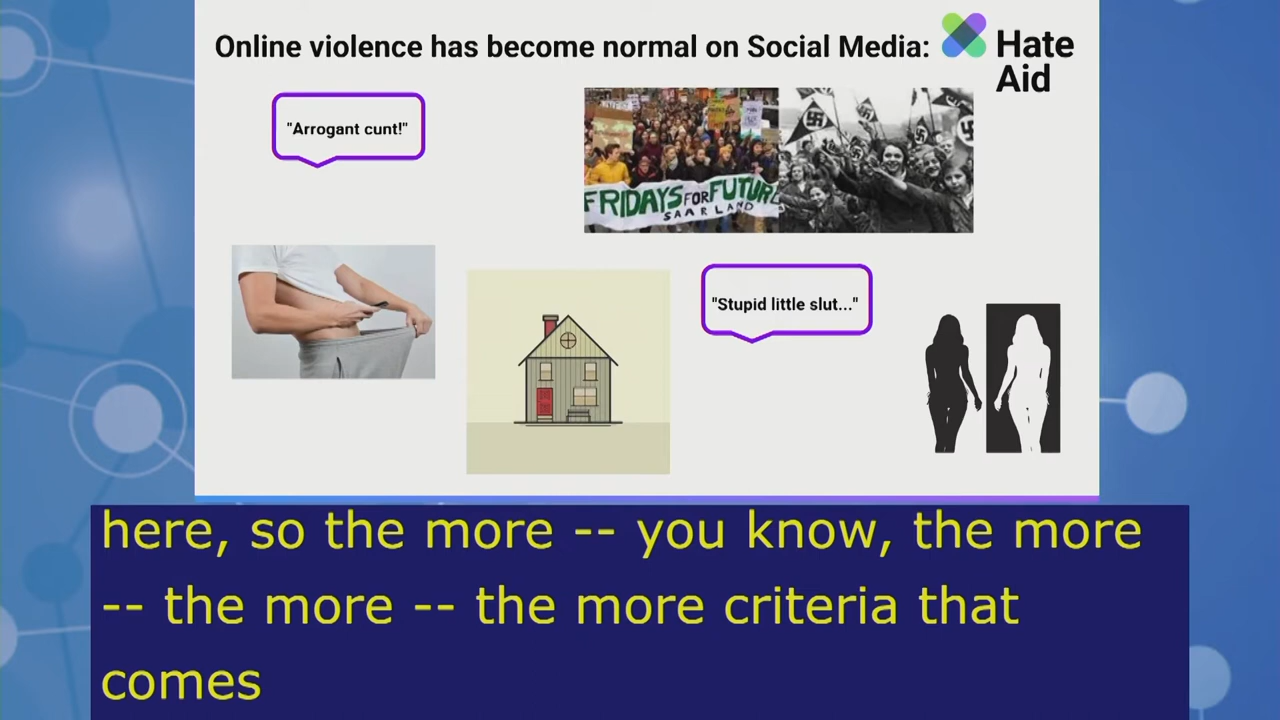 Online violence has become normal on Social Media:
Hate
Aid
"Arrogant cunt!"
FRIDAYS FOR FUTURE
SAARLAND
"Stupid little slut..."
here, so the more -- you know, the more
-- the more -- the more criteria that
comes